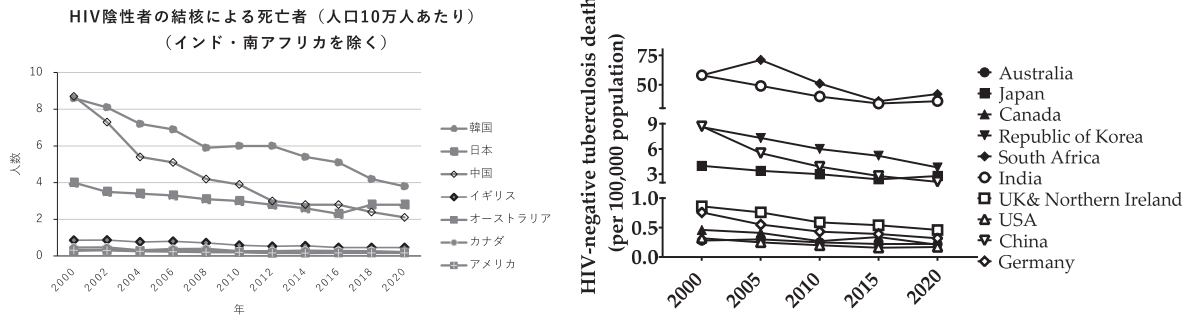 HIV陰性者の結核による死亡者（人口10万人あたり）
（インド・南アフリカを除く）
10
8
6
4
2
0
人数
2000
2002
2004
2006
2008
2010
2012
2014
2016
2018
2020
年
韓国
日本
中国
イギリス
オーストラリア
カナダ
アメリカ
HIV-negative tuberculosis death
(per 100,000 population)
75
50
9
6
3
1.0
0.5
0.0
2000
2005
2010
2015
2020
Australia
Japan
Canada
Republic of Korea
South Africa
India
UK& Northern Ireland
USA
China
Germany